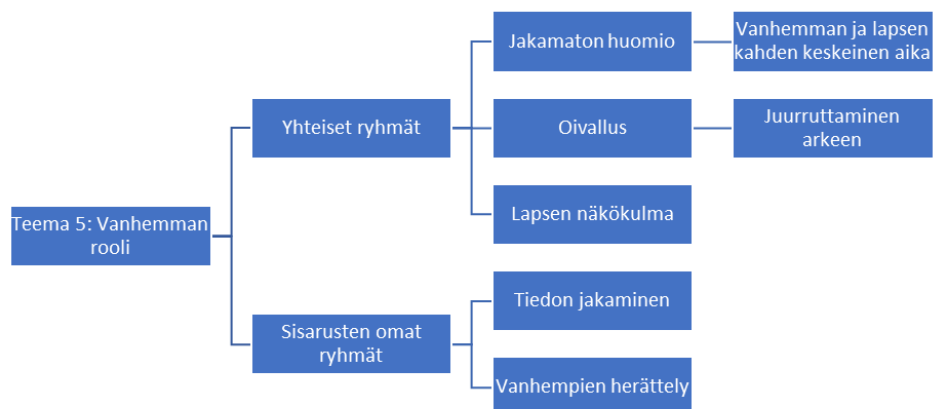 Teema 5: Vanhemman
rooli
Yhteiset ryhmät
Jakamaton huomio
Vanhemman ja lapsen
kahden keskeinen aika
Oivallus
Juurruttaminen
arkeen
Lapsen näkökulma
Sisarusten omat
ryhmät
Tiedon jakaminen
Vanhempien herättely